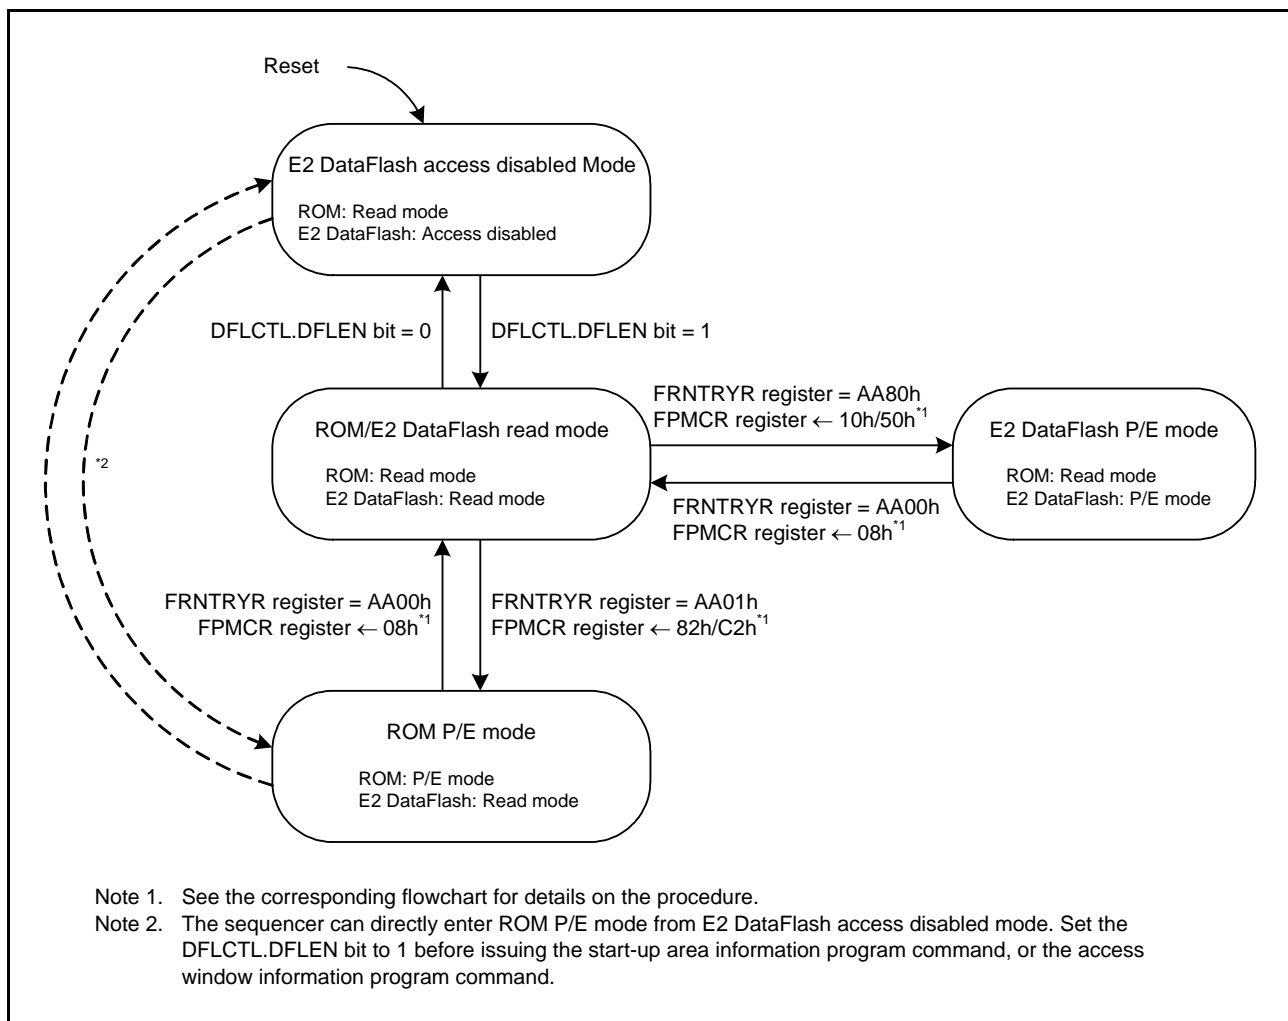 Reset
E2 DataFlash access disabled Mode
ROM: Read mode
E2 DataFlash: Access disabled
DFLCTL.DFLEN bit = 0
DFLCTL.DFLEN bit = 1
ROM/E2 DataFlash read mode
ROM: Read mode
E2 DataFlash: Read mode
FRNTRYR register = AA80h
FPMCR register ← 10h/50h*1
E2 DataFlash P/E mode
ROM: Read mode
E2 DataFlash: P/E mode
FRNTRYR register = AA00h
FPMCR register ← 08h*1
*2
FRNTRYR register = AA00h
FPMCR register ← 08h*1
FRNTRYR register = AA01h
FPMCR register ← 82h/C2h*1
ROM P/E mode
ROM: P/E mode
E2 DataFlash: Read mode
Note 1. See the corresponding flowchart for details on the procedure.
Note 2. The sequencer can directly enter ROM P/E mode from E2 DataFlash access disabled mode. Set the
DFLCTL.DFLEN bit to 1 before issuing the start-up area information program command, or the access
window information program command.